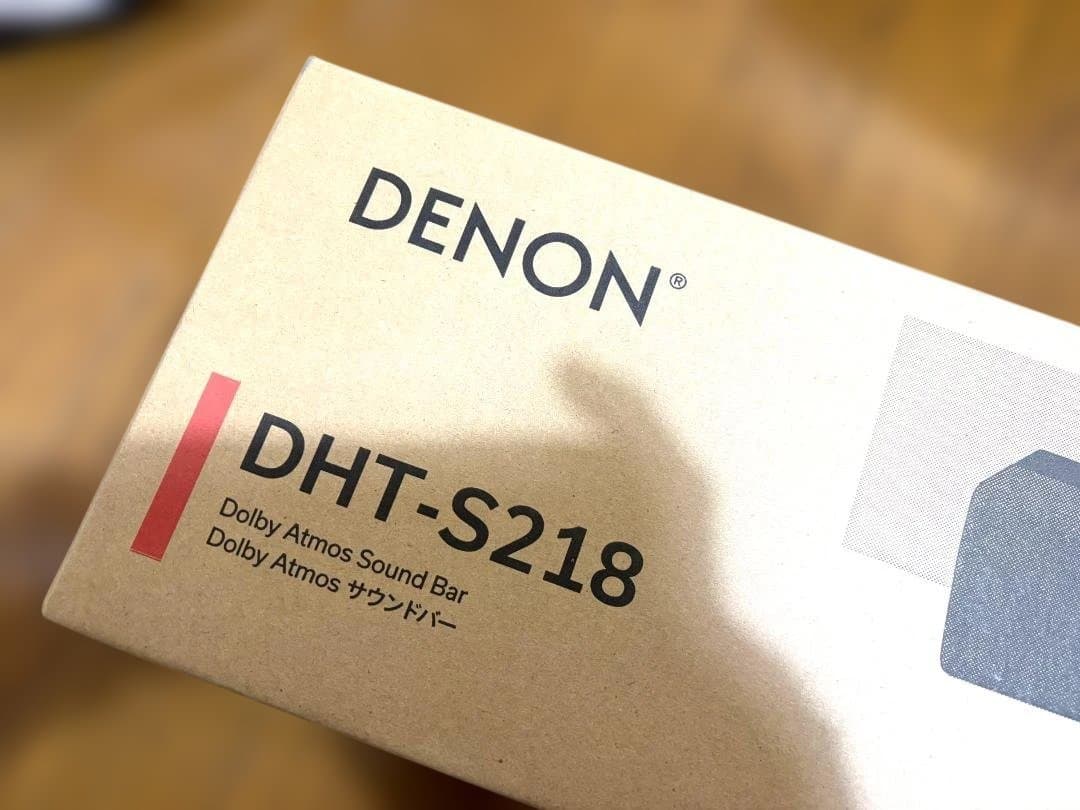 DENON®
DHT-S218
Dolby Atmos Sound Bar
Dolby Atmos サウンドバー